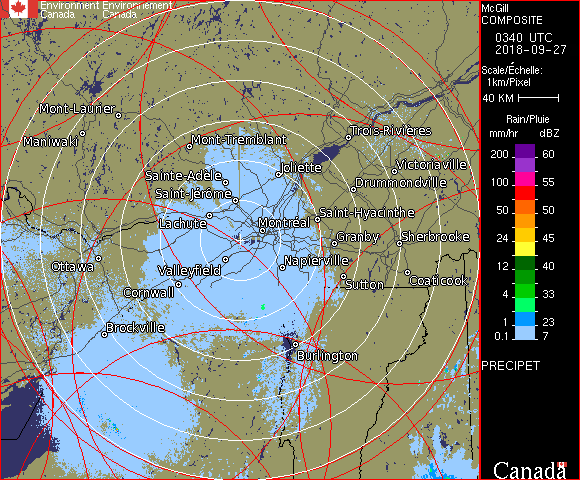 Environment Environnement
Canada Canada
McGill
COMPOSITE
0340 UTC
2018-09-27
Scale/Échelle:
1km/Pixel
40 KM
Rain/Pluie
mm/hr dBZ
200 60
100 55
50 50
24 45
12 40
4 33
1 23
0.1 7
PRECIPET
Canada
Mont-Laurier
Maniwaki
Mont-Tremblant
Trois-Rivières
Sainte-Adèle
Joliette
Victoriaville
Saint-Jérôme
Drummondville
Lachute
Montréal
Saint-Hyacinthe
Granby
Sherbrooke
Ottawa
Valleyfield
Napierville
Cornwall
Sutton
Coaticook
Brockville
Burlington